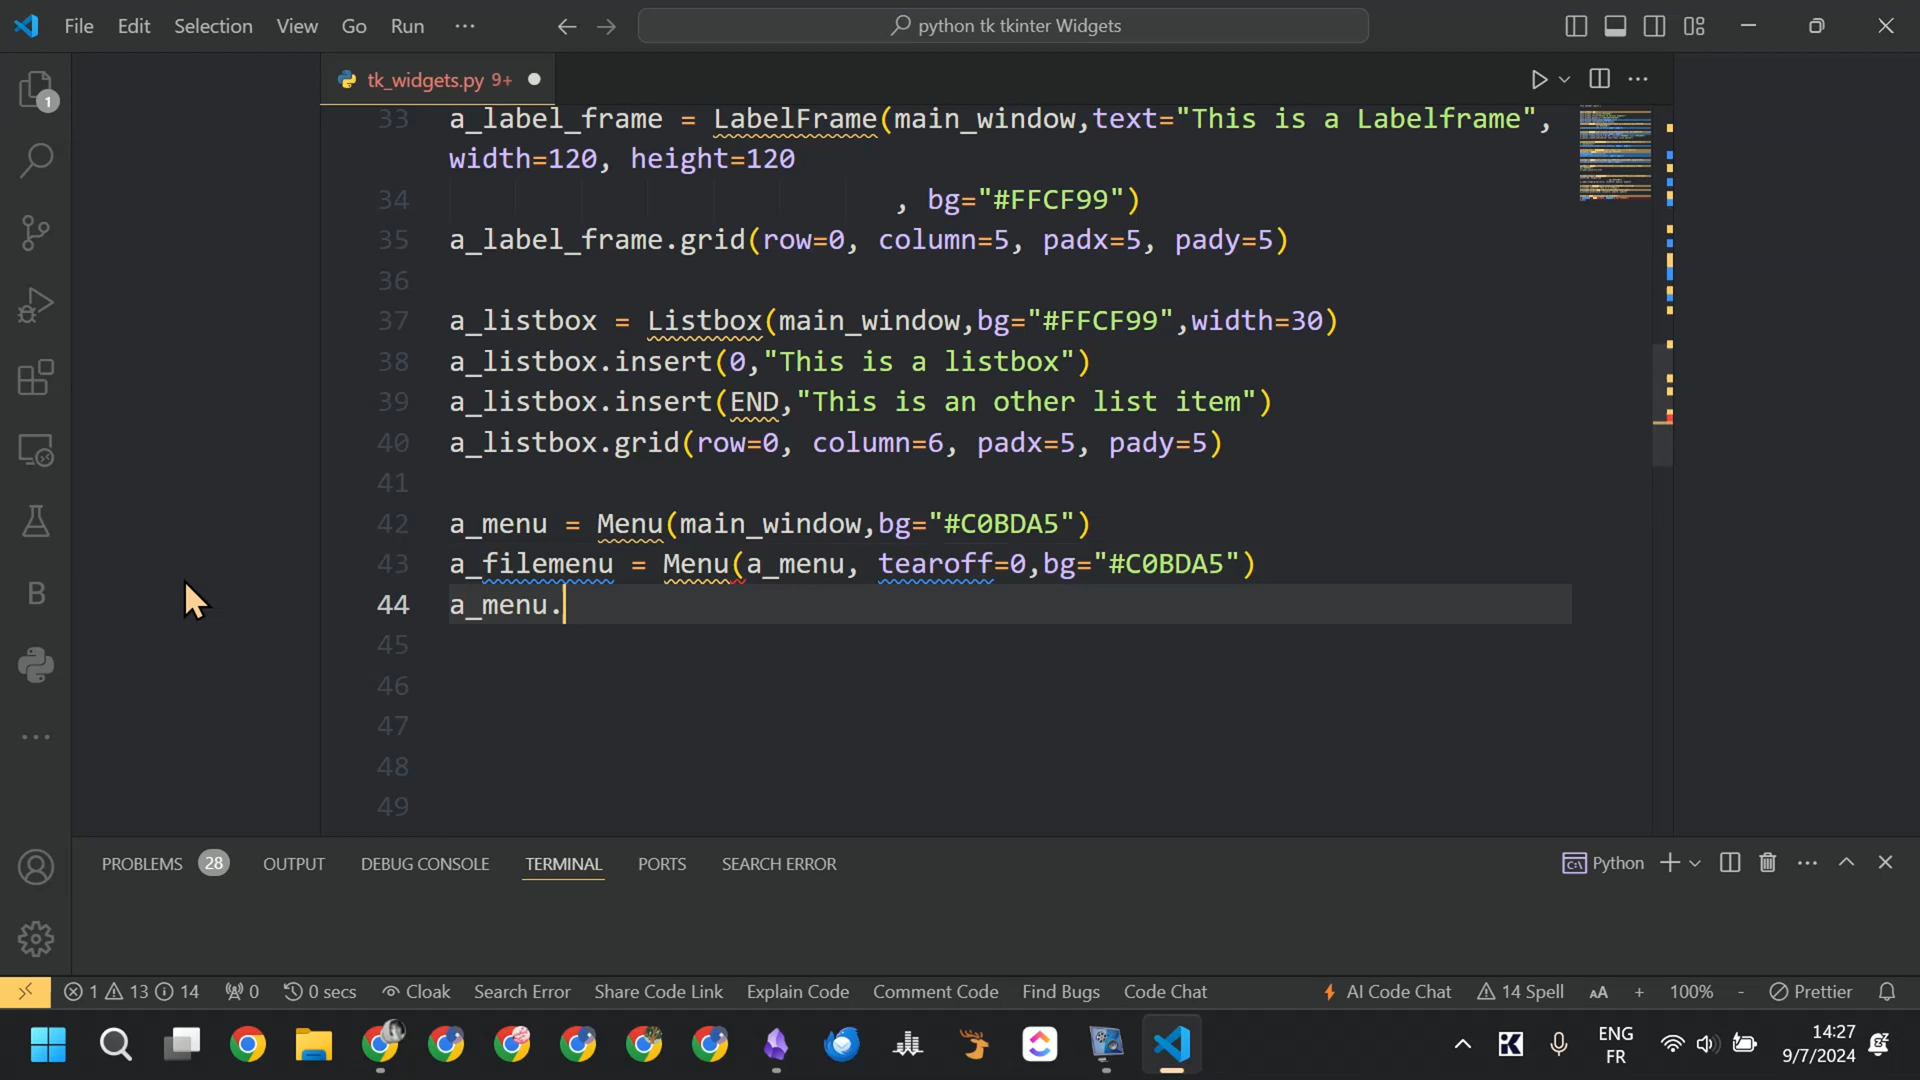 File Edit Selection View Go Run ···
python tk tkinter Widgets
1
tk_widgets.py 9+
33 a_label_frame = LabelFrame(main_window,text="This is a Labelframe",
width=120, height=120
34 , bg="#FFCF99")
35 a_label_frame.grid(row=0, column=5, padx=5, pady=5)
36
37 a_listbox = Listbox(main_window,bg="#FFCF99",width=30)
38 a_listbox.insert(0,"This is a listbox")
39 a_listbox.insert(END,"This is an other list item")
40 a_listbox.grid(row=0, column=6, padx=5, pady=5)
41
42 a_menu = Menu(main_window,bg="#C0BDA5")
43 a_filemenu = Menu(a_menu, tearoff=0,bg="#C0BDA5")
44 a_menu.
45
46
47
48
49
B
PROBLEMS 28 OUTPUT DEBUG CONSOLE TERMINAL PORTS SEARCH ERROR Python
1 13 14 0 0 secs Cloak Search Error Share Code Link Explain Code Comment Code Find Bugs Code Chat AI Code Chat 14 Spell AA + 100% - Prettier
ENG 14:27
FR 9/7/2024